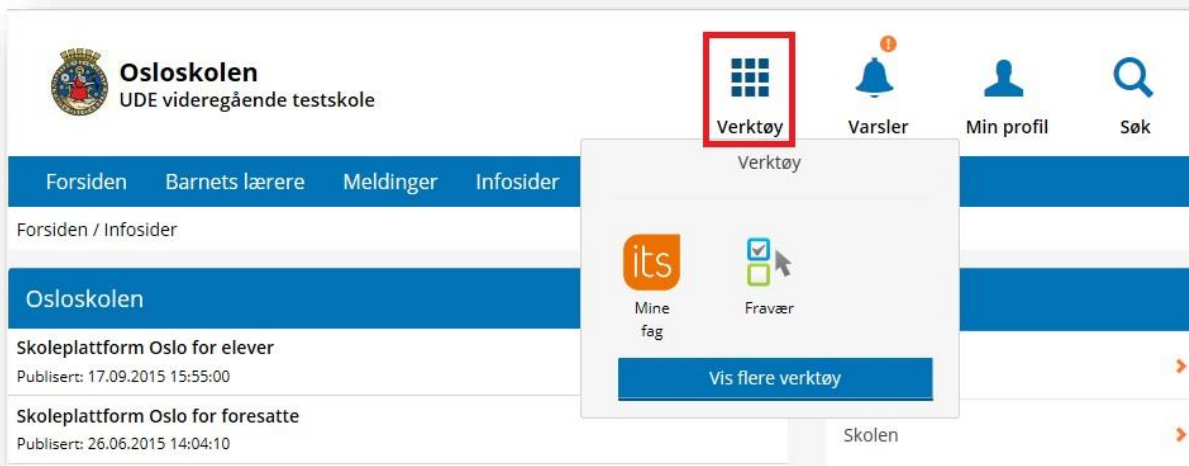 Osloskolen
UDE videregående testskole
!
Verktøy
Varsler
Min profil
Søk
Forsiden
Barnets lærere
Meldinger
Infosider
Verktøy
Forsiden / Infosider
its
Mine
fag
Fravær
Vis flere verktøy
Osloskolen
Skoleplattform Oslo for elever
Publisert: 17.09.2015 15:55:00
Skoleplattform Oslo for foresatte
Publisert: 26.06.2015 14:04:10
Skolen